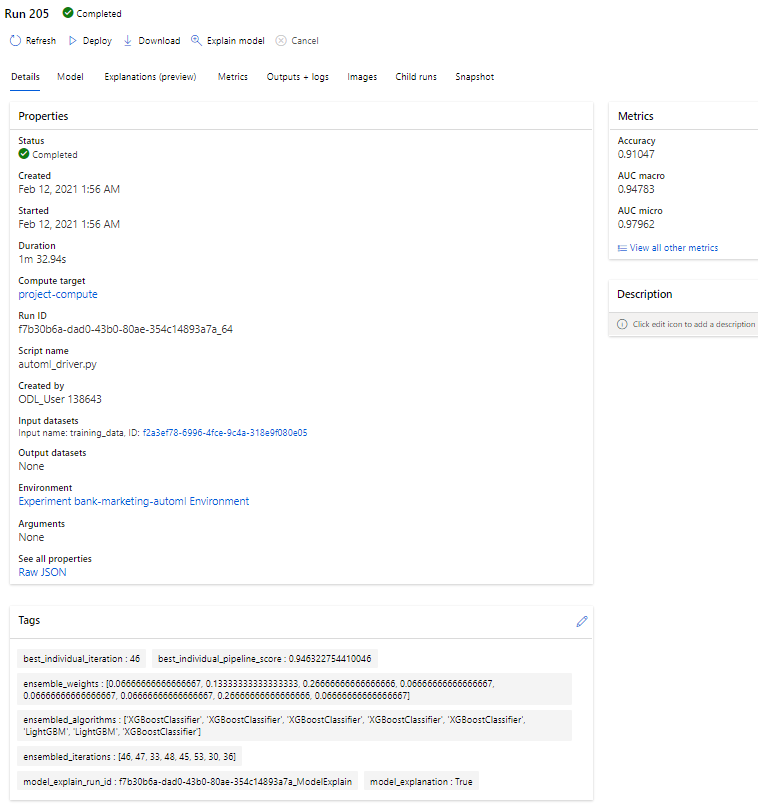 Run 205 Completed
Refresh Deploy Download Explain model Cancel
Details Model Explanations (preview) Metrics Outputs + logs Images Child runs Snapshot
Properties
Status
Completed
Created
Feb 12, 2021 1:56 AM
Started
Feb 12, 2021 1:56 AM
Duration
1m 32.94s
Compute target
project-compute
Run ID
f7b30b6a-dad0-43b0-80ae-354c14893a7a_64
Script name
automl_driver.py
Created by
ODL_User 138643
Input datasets
Input name: training_data, ID: f2a3ef78-6996-4fce-9c4a-318e9f080e05
Output datasets
None
Environment
Experiment bank-marketing-automl Environment
Arguments
None
See all properties
Raw JSON
Metrics
Accuracy
0.91047
AUC macro
0.94783
AUC micro
0.97962
View all other metrics
Description
Click edit icon to add a description
Tags
best_individual_iteration : 46 best_individual_pipeline_score : 0.946322754410046
ensemble_weights : [0.06666666666666667, 0.13333333333333333, 0.26666666666666666, 0.06666666666666667,
0.06666666666666667, 0.06666666666666667, 0.26666666666666666, 0.06666666666666667]
ensembled_algorithms : ['XGBoostClassifier', 'XGBoostClassifier', 'XGBoostClassifier', 'XGBoostClassifier', 'XGBoostClassifier',
'LightGBM', 'LightGBM', 'XGBoostClassifier']
ensembled_iterations : [46, 47, 33, 48, 45, 53, 30, 36]
model_explain_run_id : f7b30b6a-dad0-43b0-80ae-354c14893a7a_ModelExplain model_explanation : True